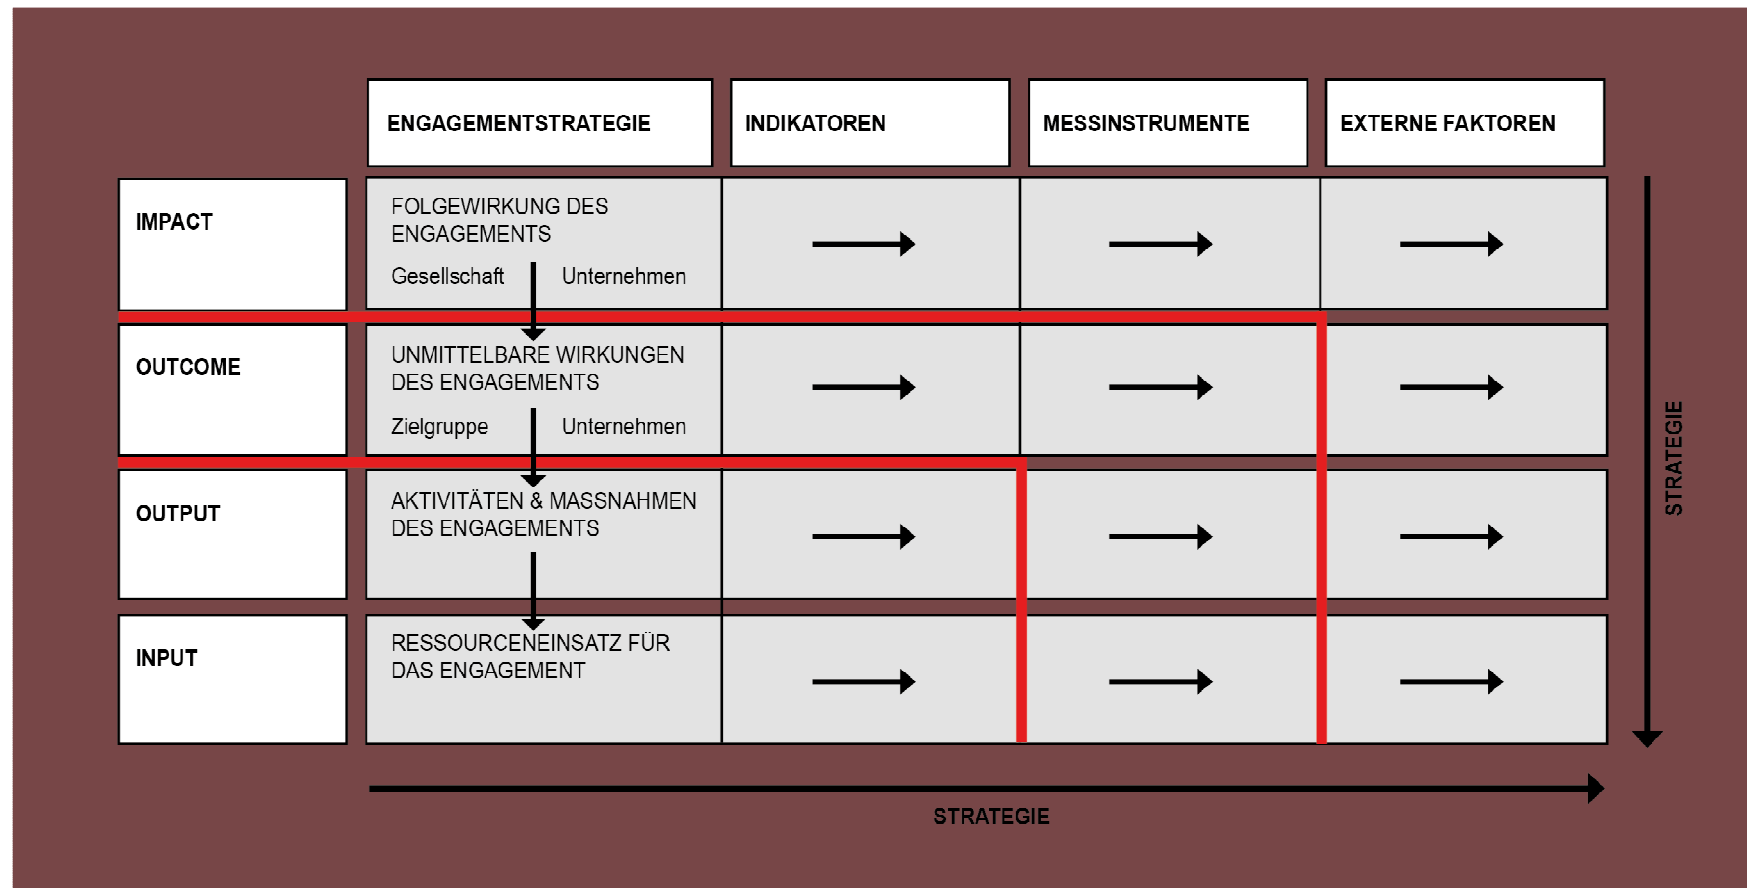 ENGAGEMENTSTRATEGIE
INDIKATOREN
MESSINSTRUMENTE
EXTERNE FAKTOREN
IMPACT
FOLGEWIRKUNG DES
ENGAGEMENTS
Gesellschaft Unternehmen
OUTCOME
UNMITTELBARE WIRKUNGEN
DES ENGAGEMENTS
Zielgruppe Unternehmen
OUTPUT
AKTIVITÄTEN & MASSNAHMEN
DES ENGAGEMENTS
INPUT
RESSOURCENEINSATZ FÜR
DAS ENGAGEMENT
STRATEGIE
STRATEGIE